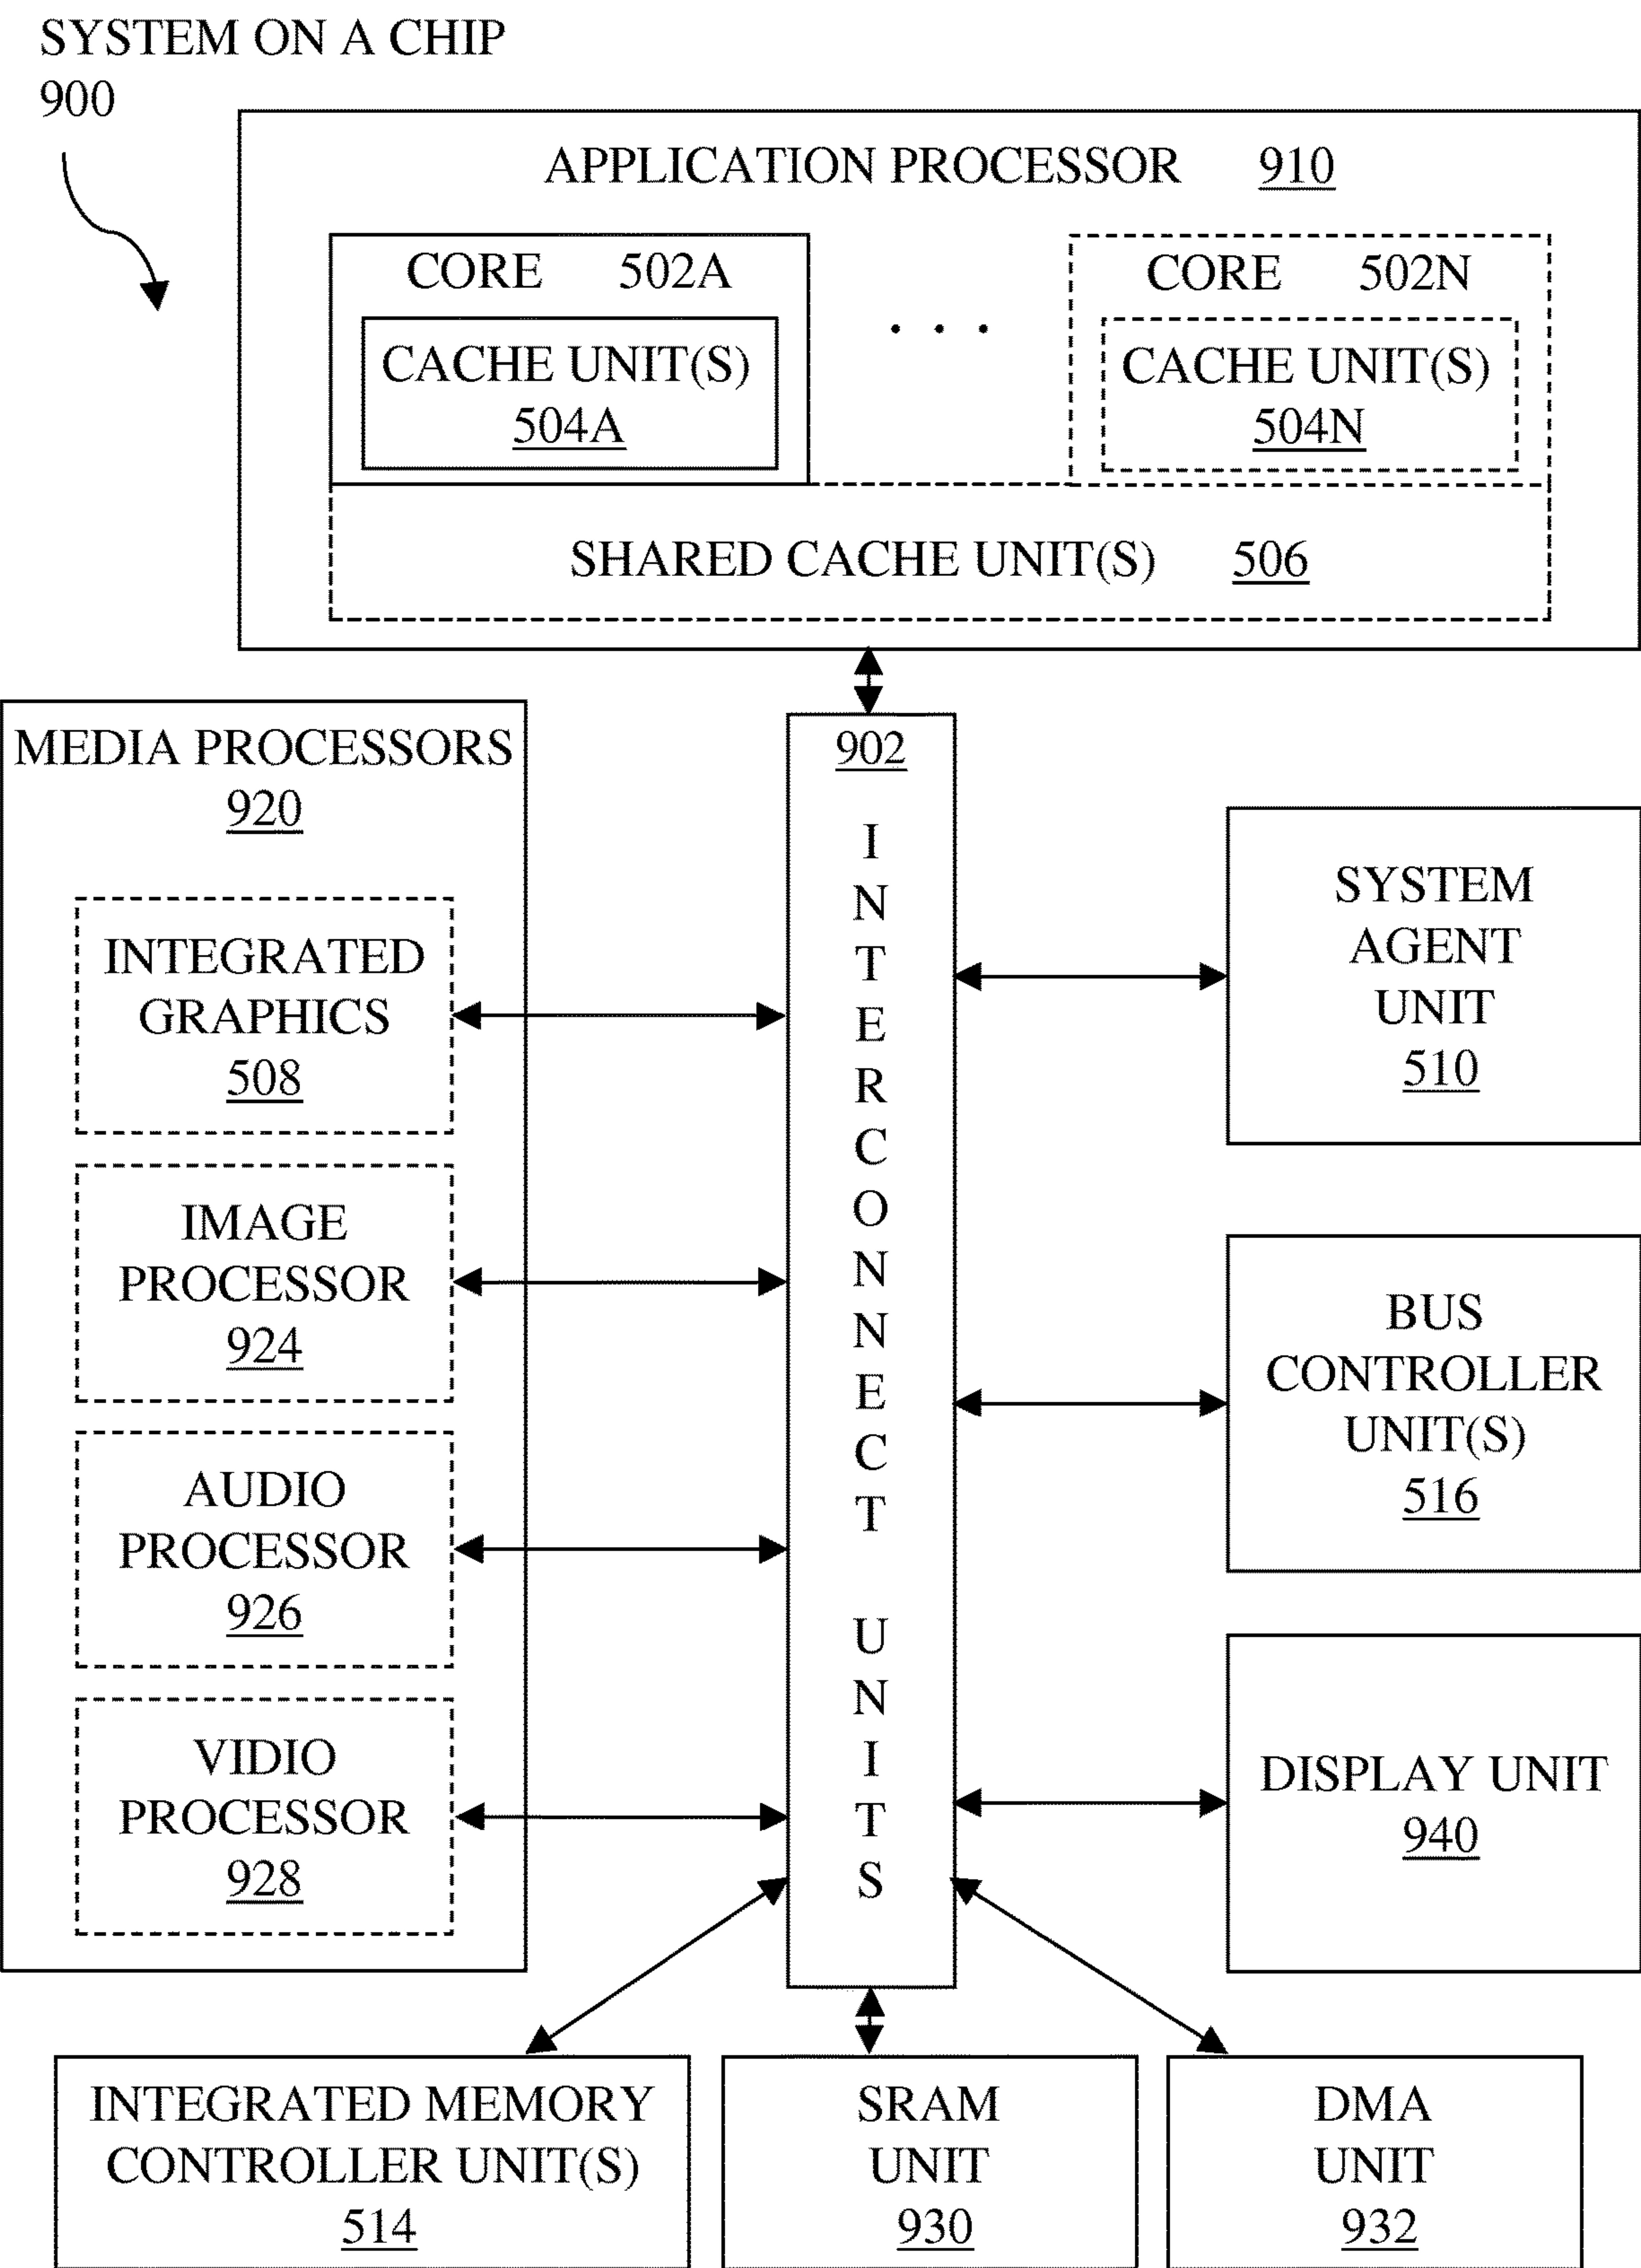 SYSTEM ON A CHIP
900
APPLICATION PROCESSOR 910
CORE 502A
CACHE UNIT(S)
504A
. . .
CORE 502N
CACHE UNIT(S)
504N
SHARED CACHE UNIT(S) 506
MEDIA PROCESSORS
920
INTEGRATED
GRAPHICS
508
IMAGE
PROCESSOR
924
AUDIO
PROCESSOR
926
VIDIO
PROCESSOR
928
902
INTERCONNECT UNITS
SYSTEM
AGENT
UNIT
510
BUS
CONTROLLER
UNIT(S)
516
DISPLAY UNIT
940
INTEGRATED MEMORY
CONTROLLER UNIT(S)
514
SRAM
UNIT
930
DMA
UNIT
932